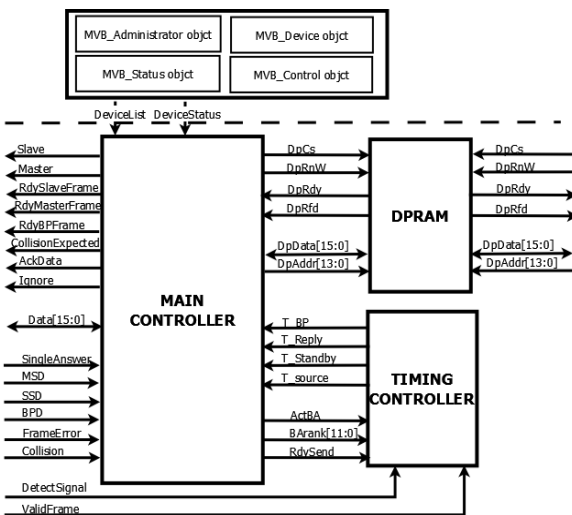 MVB_Administrator objct
MVB_Device objct
MVB_Status objct
MVB_Control objct
DeviceList
DeviceStatus
Slave
Master
RdySlaveFrame
RdyMasterFrame
RdyBPFrame
CollisionExpected
AckData
Ignore
Data[15:0]
SingleAnswer
MSD
SSD
BPD
FrameError
Collision
DetectSignal
ValidFrame
MAIN
CONTROLLER
DpCs
DpRnW
DpRdy
DpRfd
DpData[15:0]
DpAddr[13:0]
T_BP
T_Reply
T_Standby
T_source
ActBA
BArank[11:0]
RdySend
DPRAM
TIMING
CONTROLLER
DpCs
DpRnW
DpRdy
DpRfd
DpData[15:0]
DpAddr[13:0]